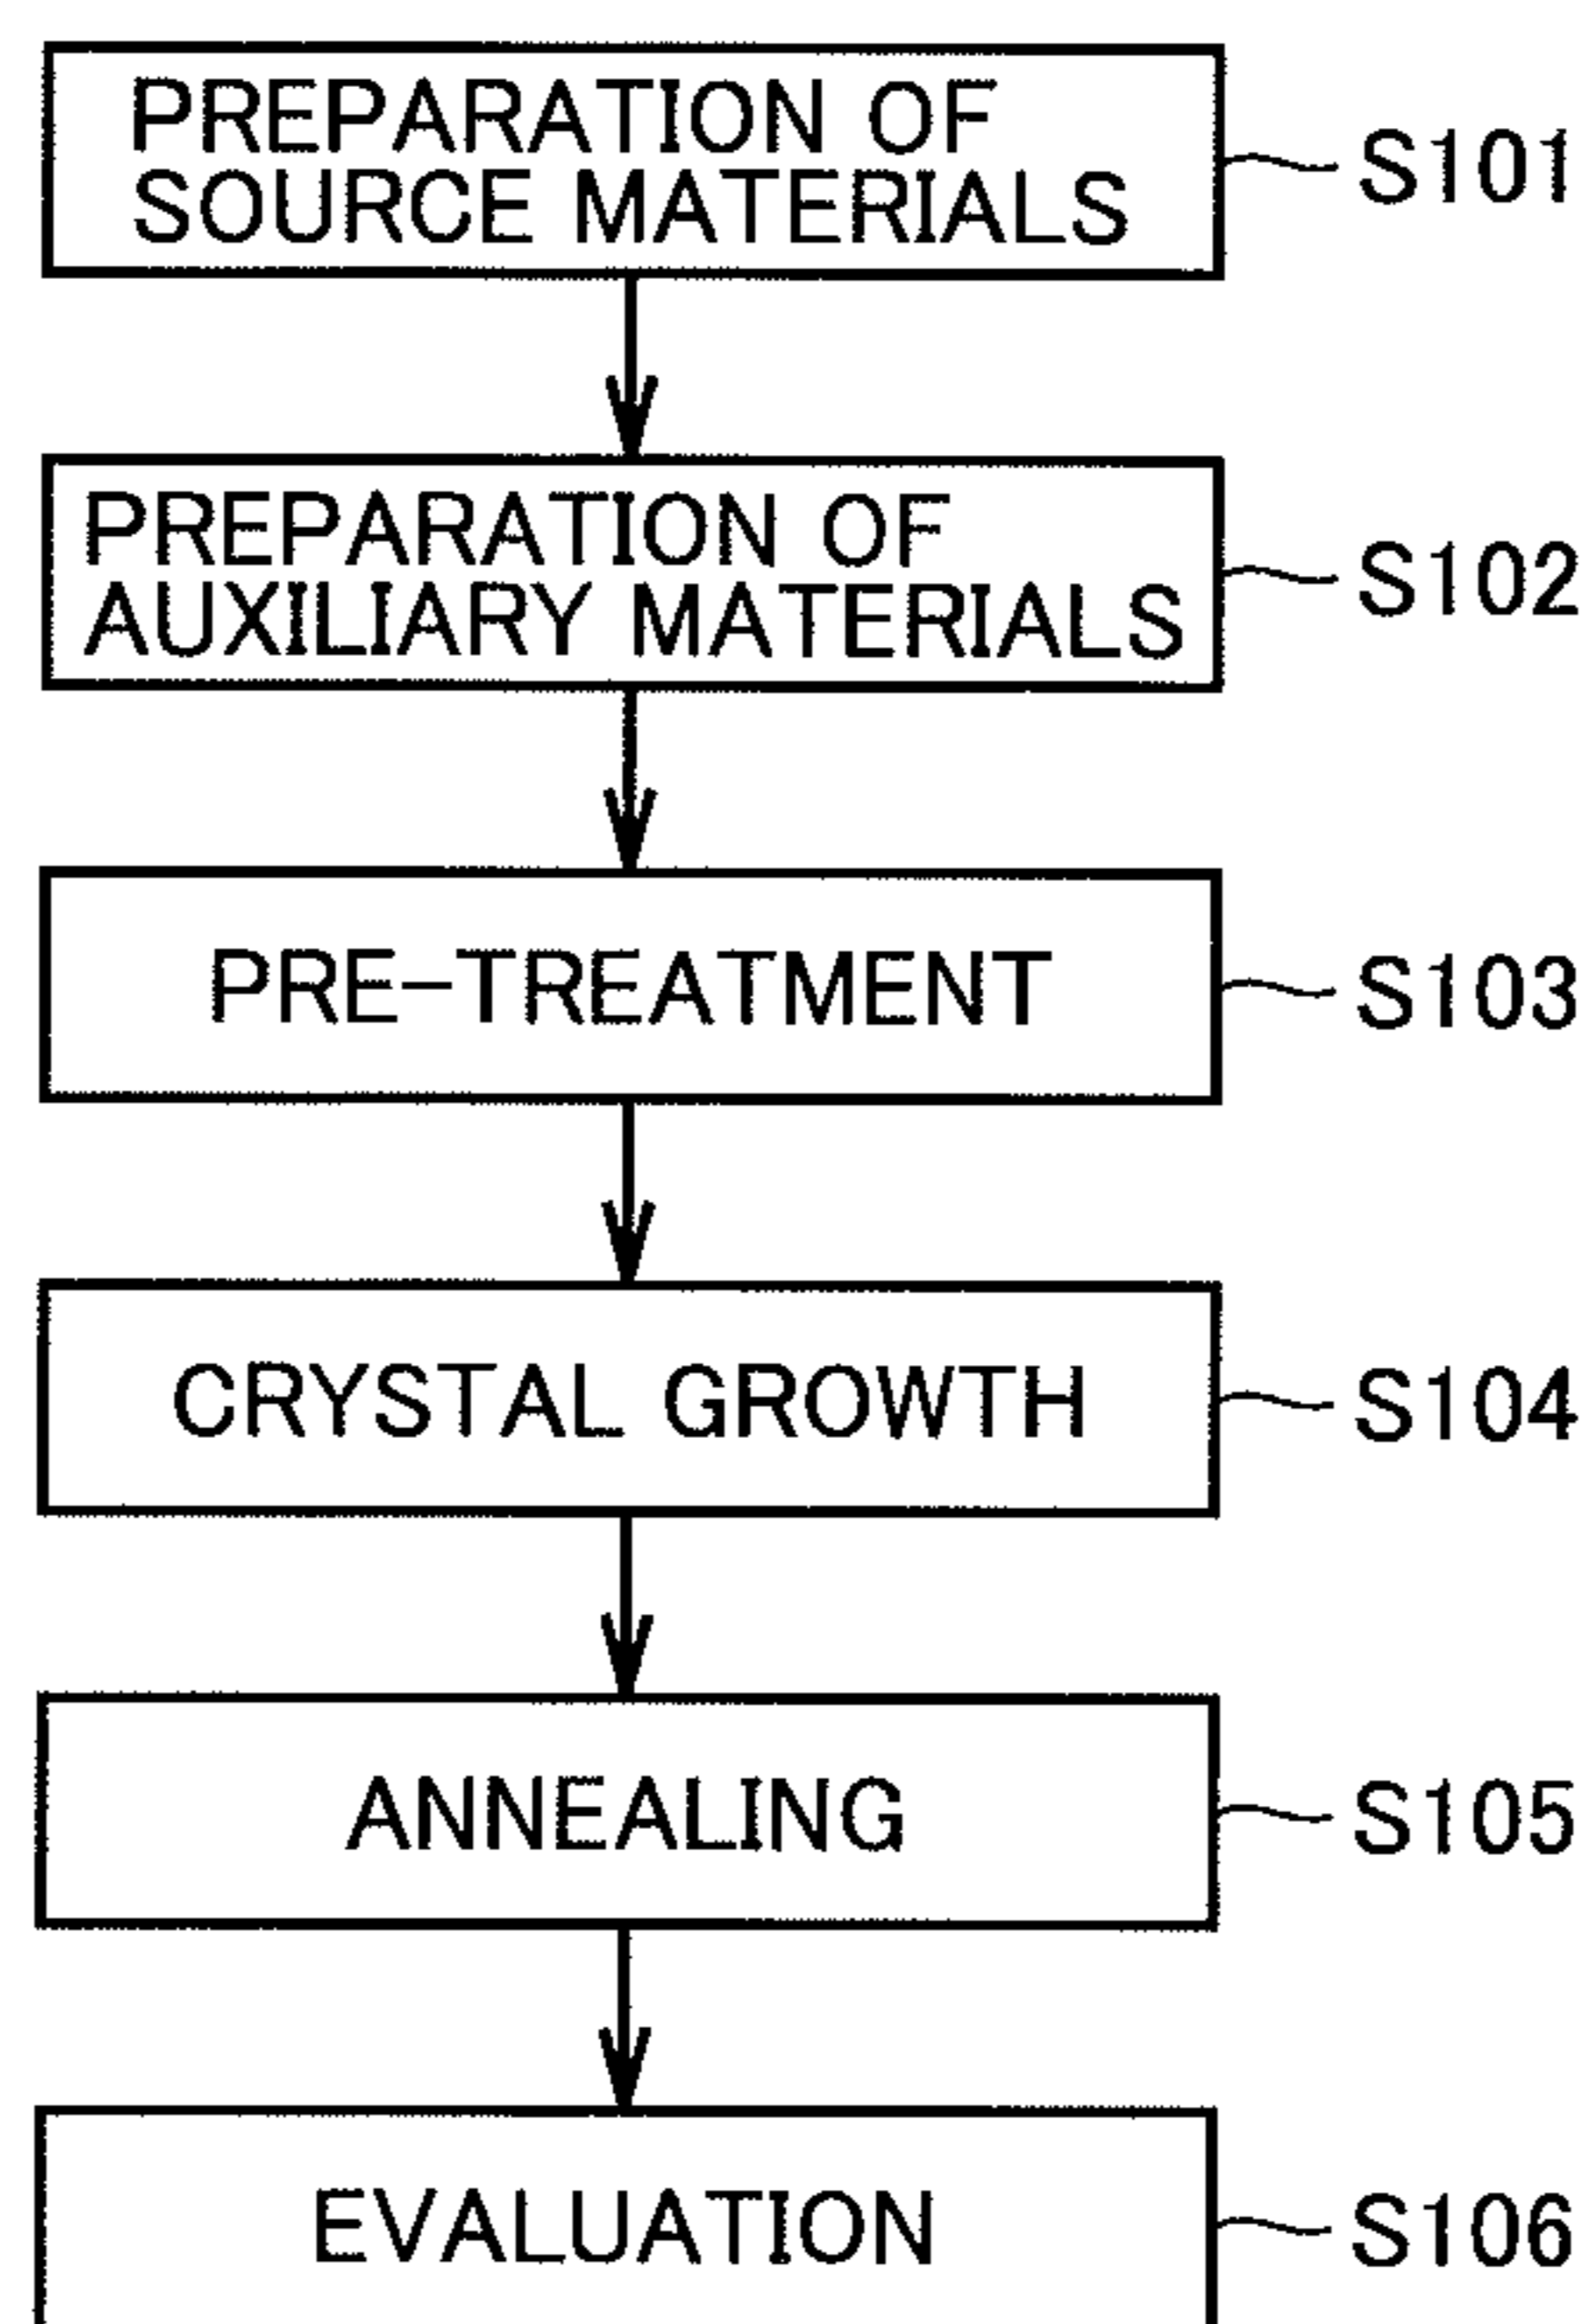 PREPARATION OF
SOURCE MATERIALS
S101
PREPARATION OF
AUXILIARY MATERIALS
S102
PRE-TREATMENT
S103
CRYSTAL GROWTH
S104
ANNEALING
S105
EVALUATION
S106